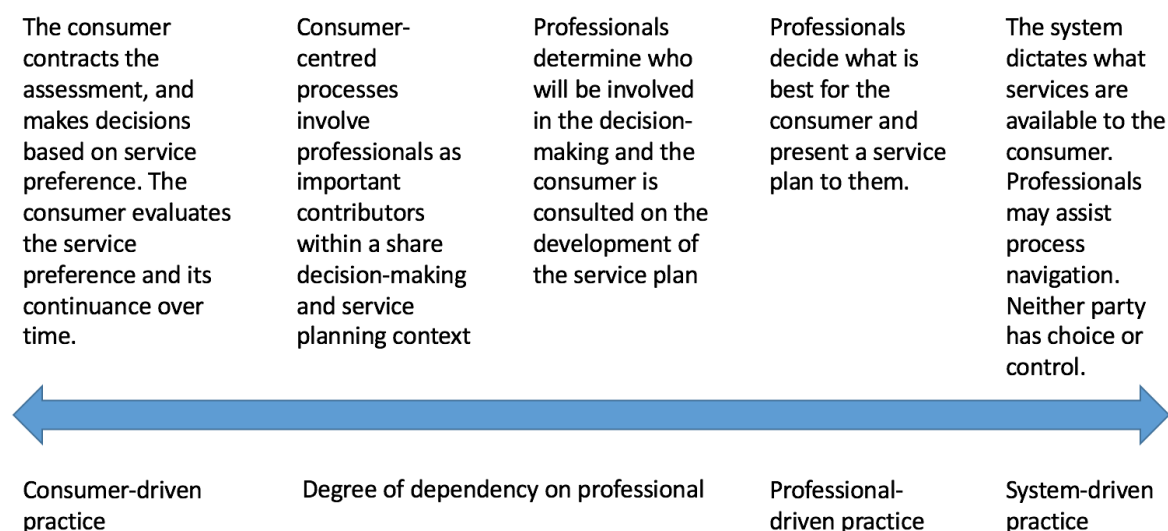 The consumer
contracts the
assessment, and
makes decisions
based on service
preference. The
consumer evaluates
the service
preference and its
continuance over
time.
Consumer-
centred
processes
involve
professionals as
important
contributors
within a share
decision-making
and service
planning context
Professionals
determine who
will be involved
in the decision-
making and the
consumer is
consulted on the
development of
the service plan
Professionals
decide what is
best for the
consumer and
present a service
plan to them.
The system
dictates what
services are
available to the
consumer.
Professionals
may assist
process
navigation.
Neither party
has choice or
control.
Consumer-driven
practice
Degree of dependency on professional
Professional-
driven practice
System-driven
practice